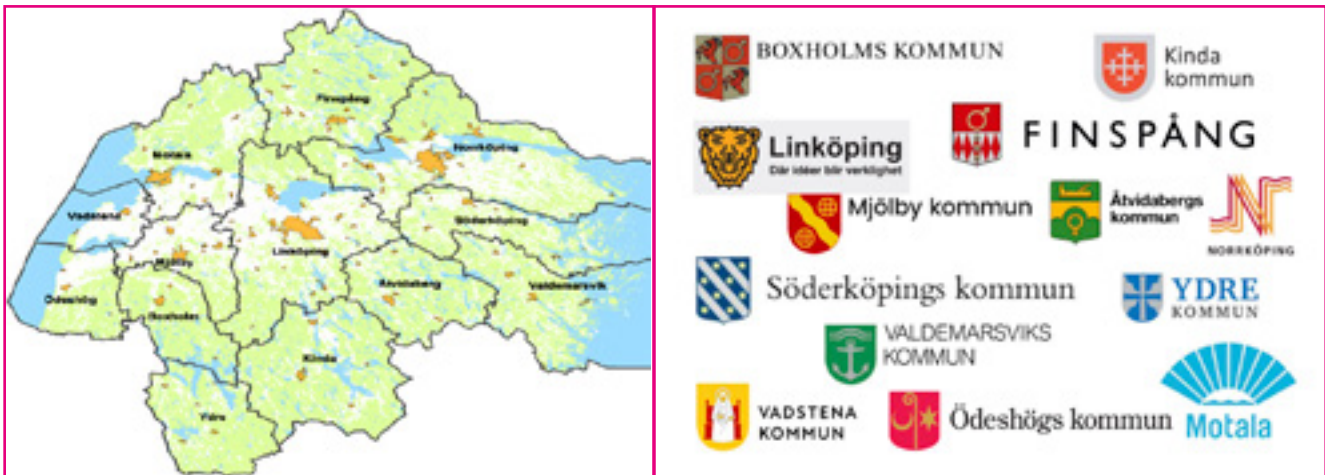 Finspång
Motala
Norrköping
Vadstena
Söderköping
Mjölby
Linköping
Ödeshög
Boxholm
Åtvidaberg
Valdemarsvik
Kinda
Ydre
BOXHOLMS KOMMUN
Kinda
kommun
FINSPÅNG
Linköping
Där idéer blir verklighet
Mjölby kommun
Åtvidabergs
kommun
N
NORRKÖPING
Söderköpings kommun
YDRE
KOMMUN
VALDEMARSVIKS
KOMMUN
VADSTENA
KOMMUN
Ödeshögs kommun
Motala